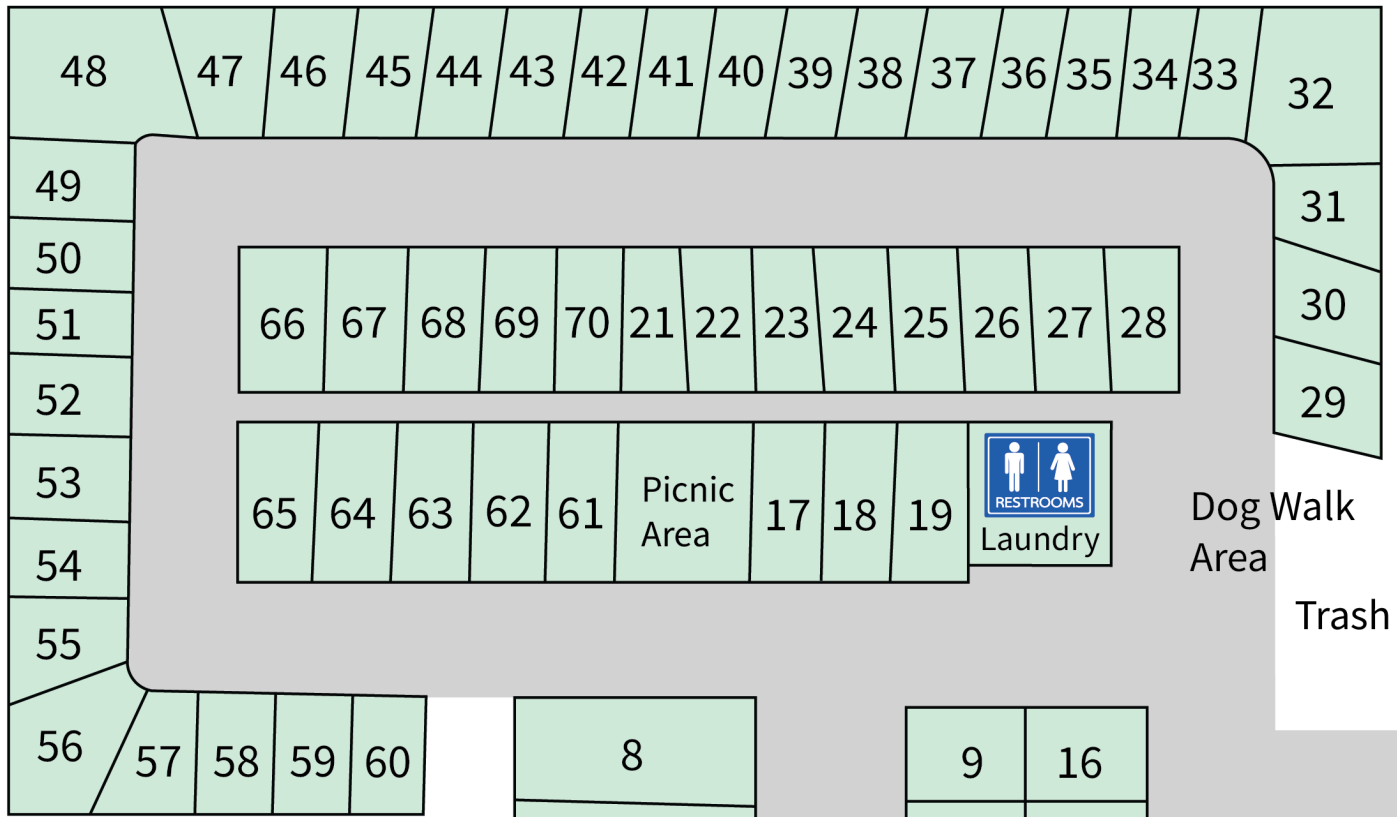 48 47 46 45 44 43 42 41 40 39 38 37 36 35 34 33 32
49 31
50 30
51 66 67 68 69 70 21 22 23 24 25 26 27 28
52 29
53 65 64 63 62 61 Picnic 17 18 19 RESTROOMS Dog Walk
Area Laundry Area
54
55 Trash
56 57 58 59 60 8 9 16